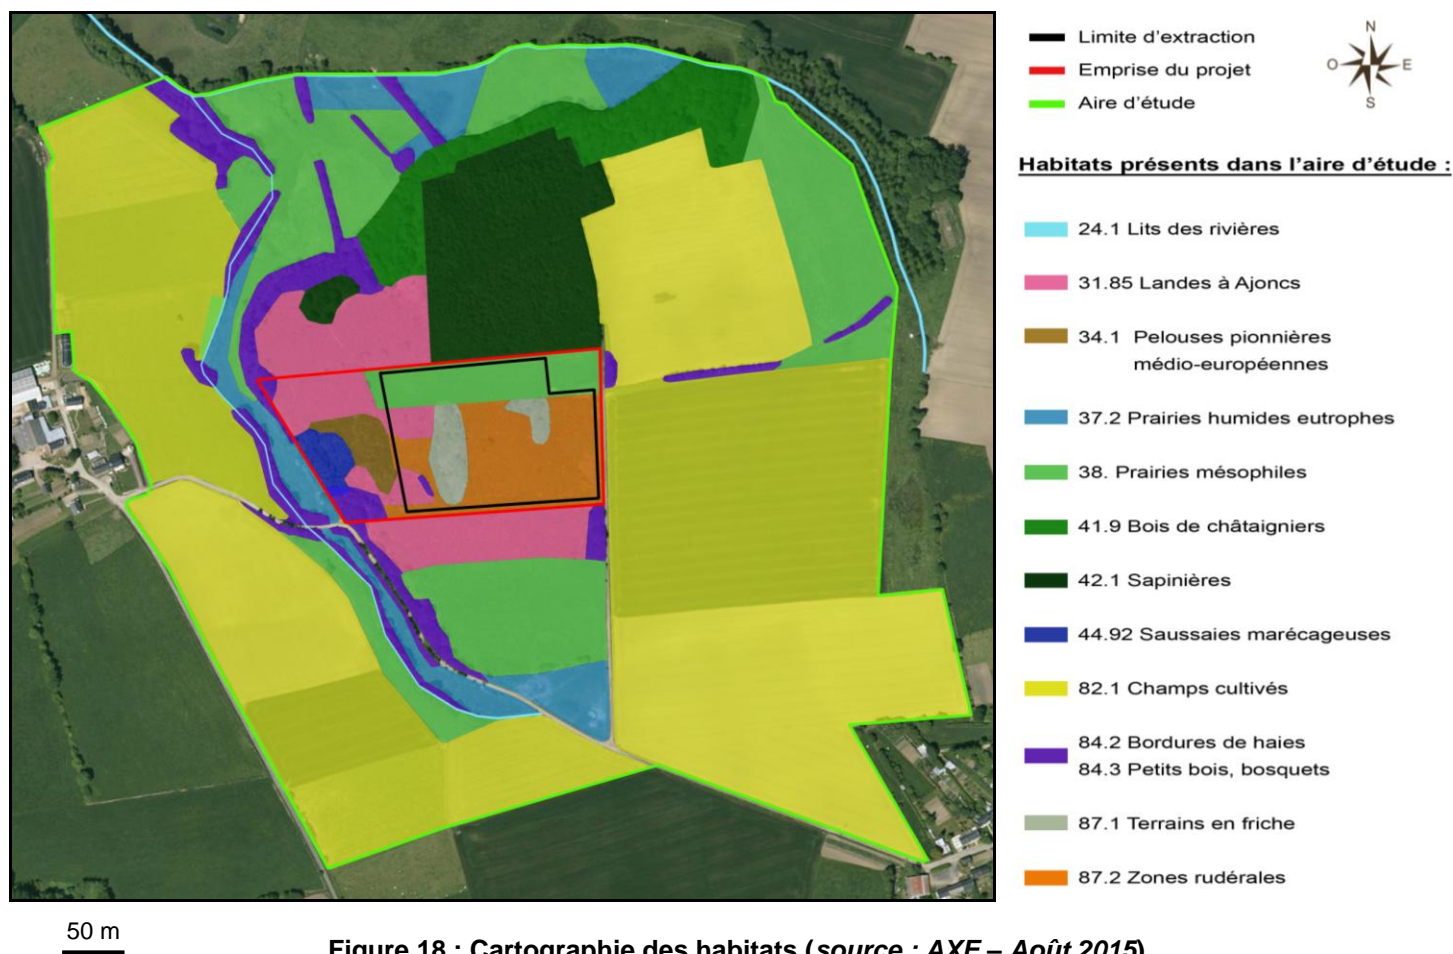 Limite d'extraction
Emprise du projet
Aire d'étude
N
O
E
S
Habitats présents dans l'aire d'étude :
24.1 Lits des rivières
31.85 Landes à Ajoncs
34.1 Pelouses pionnières
médio-européennes
37.2 Prairies humides eutrophes
38. Prairies mésophiles
41.9 Bois de châtaigniers
42.1 Sapinières
44.92 Saussaies marécageuses
82.1 Champs cultivés
84.2 Bordures de haies
84.3 Petits bois, bosquets
87.1 Terrains en friche
87.2 Zones rudérales
50 m
Figure 18 : Cartographie des habitats (source : AXE – Août 2015)